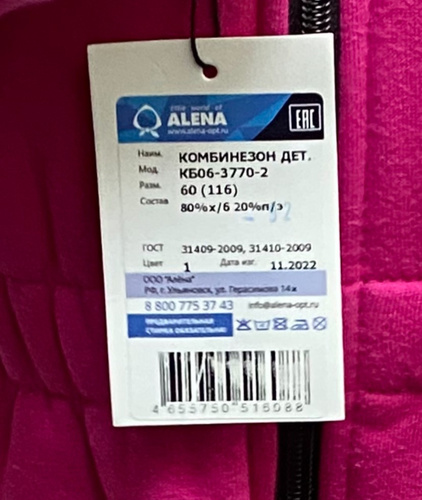 little world of
ALENA
www.alena-opt.ru
EAC
Наим. КОМБИНЕЗОН ДЕТ.
Мод. КБ06-3770-2
Разм. 60 (116)
Состав 80%х/б 20%п/э
ГОСТ 31409-2009, 31410-2009
Цвет 1 Дата изг. 11.2022
ООО "Алёна"
РФ, г. Ульяновск, ул. Герасимова 14и
8 800 775 37 43 info@alena-opt.ru
ПРЕДВАРИТЕЛЬНАЯ
СТИРКА ОБЯЗАТЕЛЬНА!
4 655750 516088